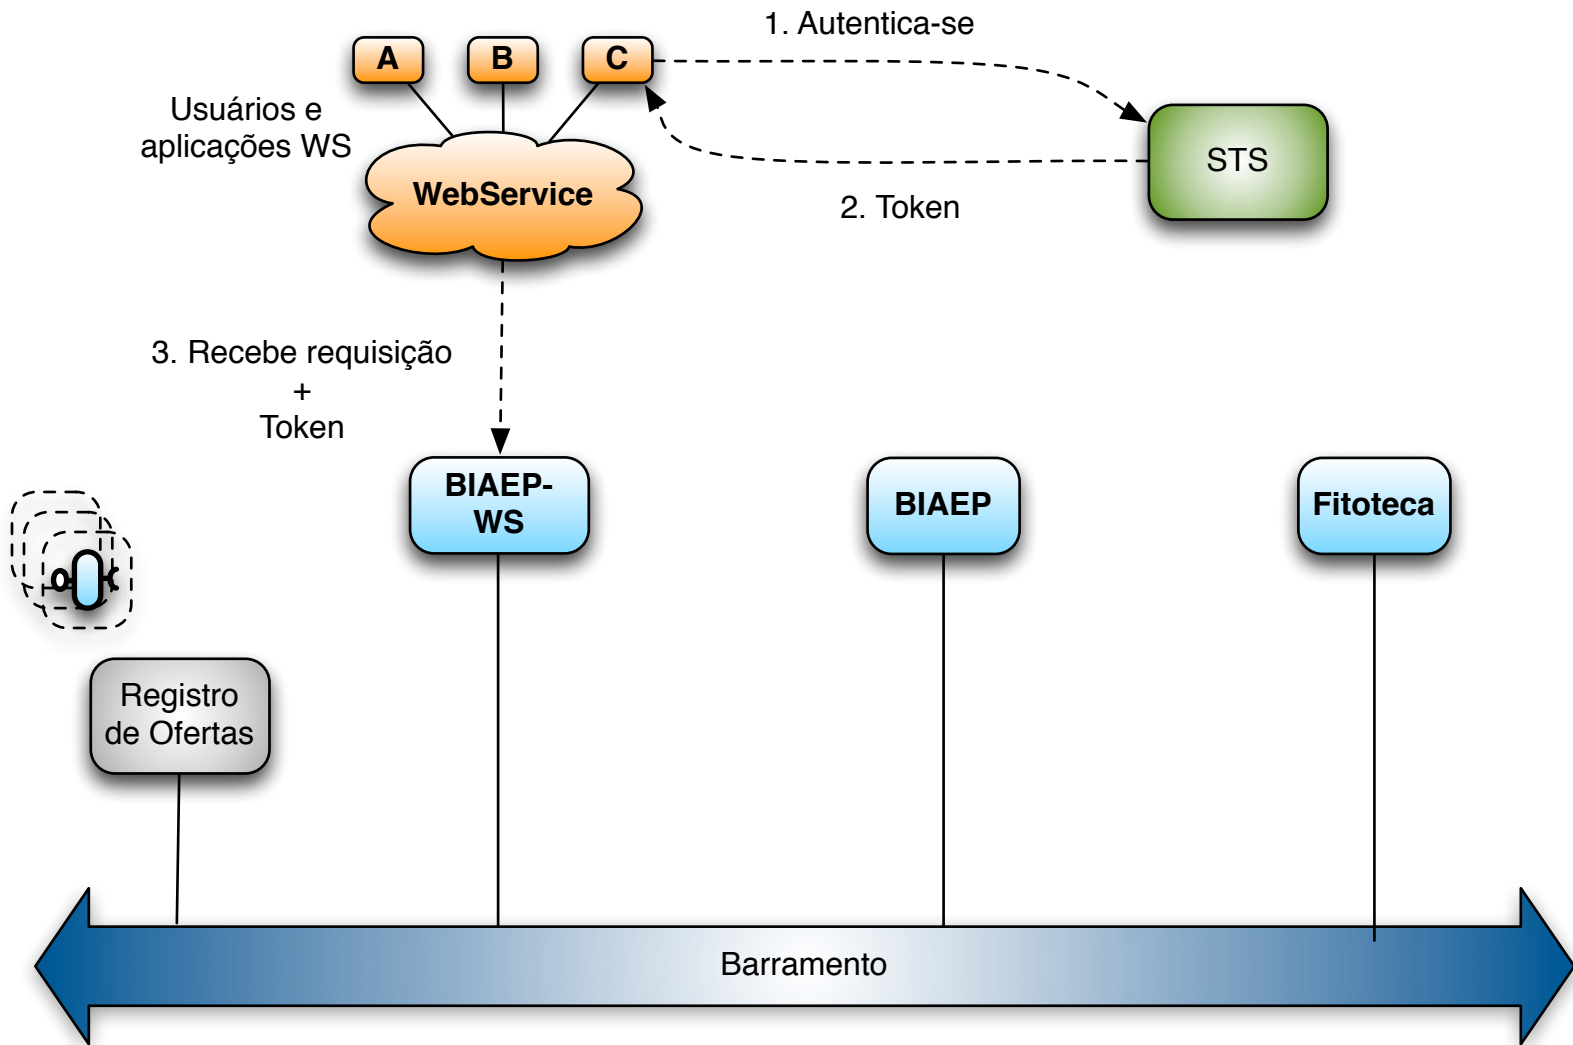 1. Autentica-se
A
B
C
Usuários e
aplicações WS
WebService
STS
2. Token
3. Recebe requisição
+
Token
BIAEP-
WS
BIAEP
Fitoteca
Registro
de Ofertas
Barramento